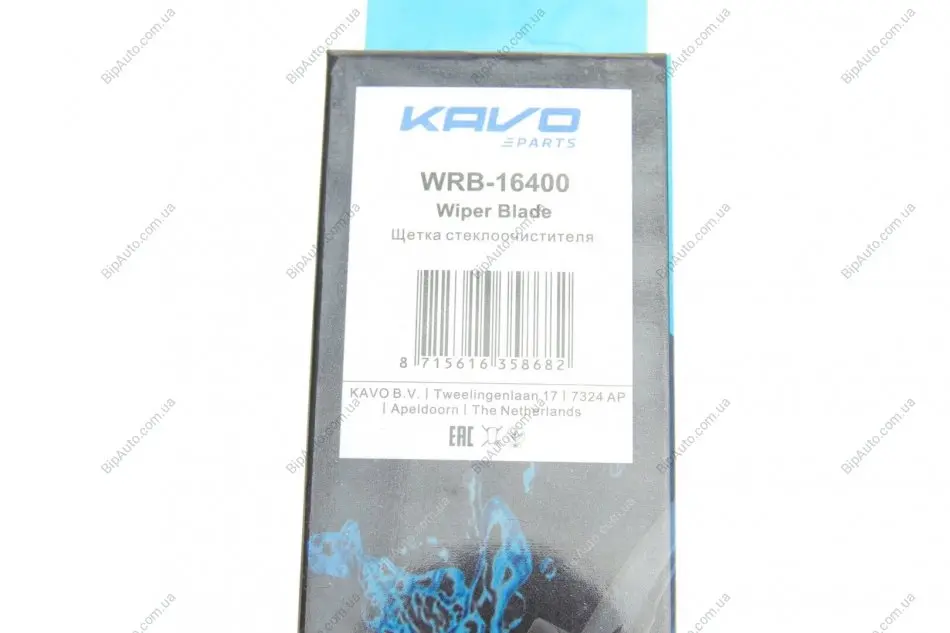 KAVO
PARTS
WRB-16400
Wiper Blade
Щетка стеклоочистителя
8 715616 358682
KAVO B.V. | Tweelingenlaan 17 | 7324 AP
| Apeldoorn | The Netherlands
EAC
BipAuto.com.ua